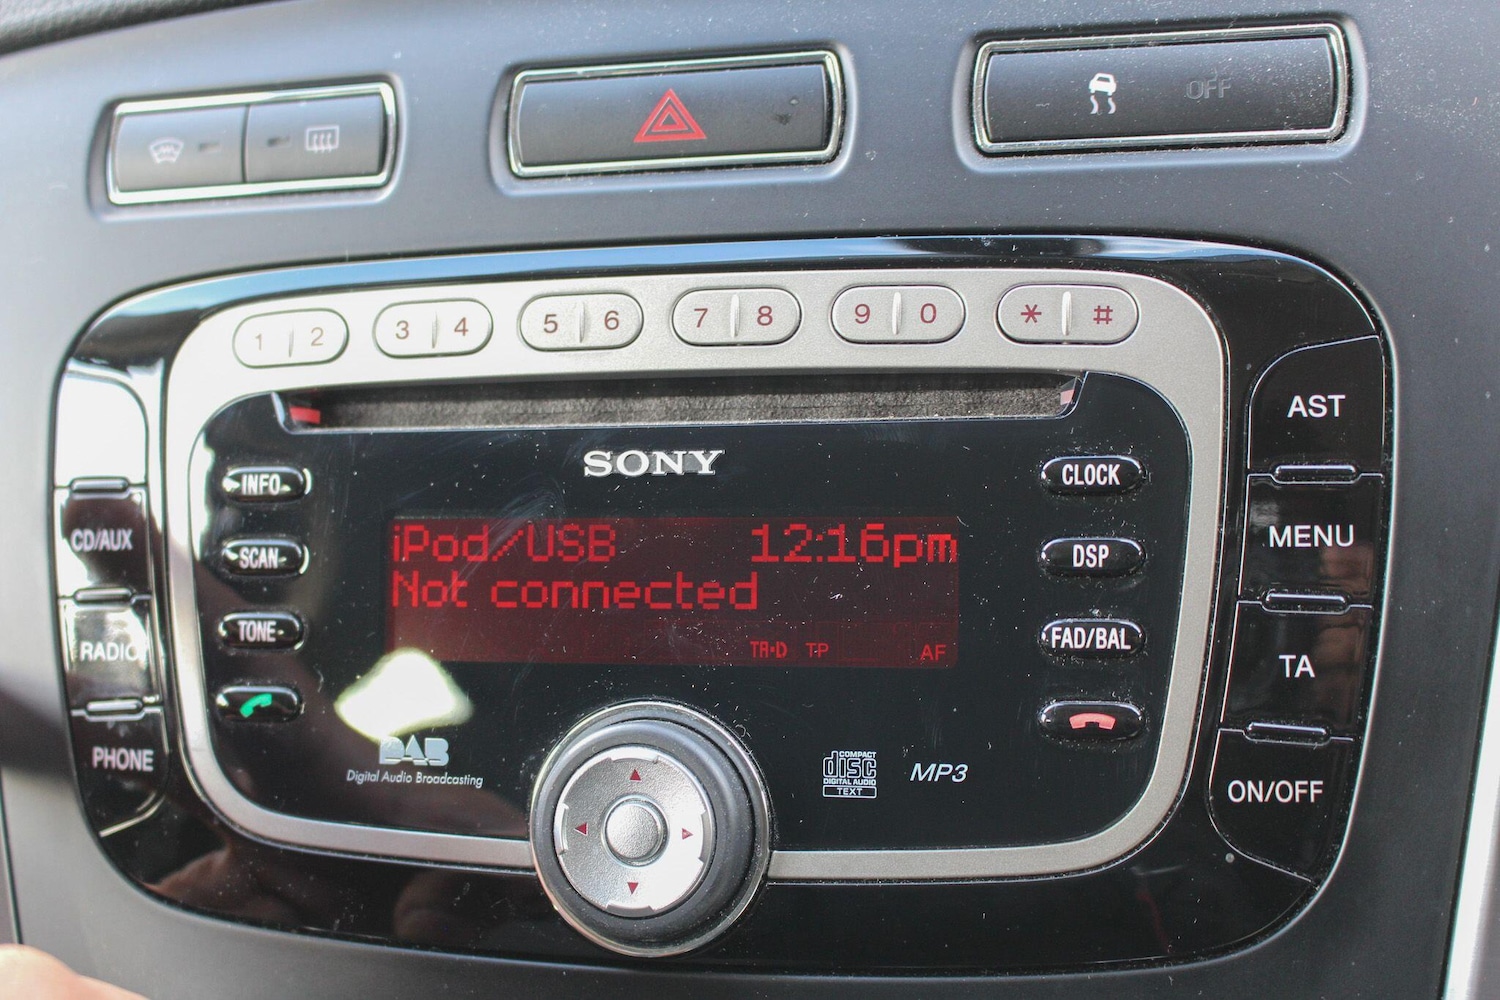 OFF
1 2 3 4 5 6 7 8 9 0 * #
SONY
INFO
SCAN
TONE
CD/AUX
RADIO
PHONE
iPod/USB 12:16pm
Not connected
TA·D TP AF
CLOCK
DSP
FAD/BAL
AST
MENU
TA
ON/OFF
DAB
Digital Audio Broadcasting
COMPACT
disc
DIGITAL AUDIO
TEXT
MP3